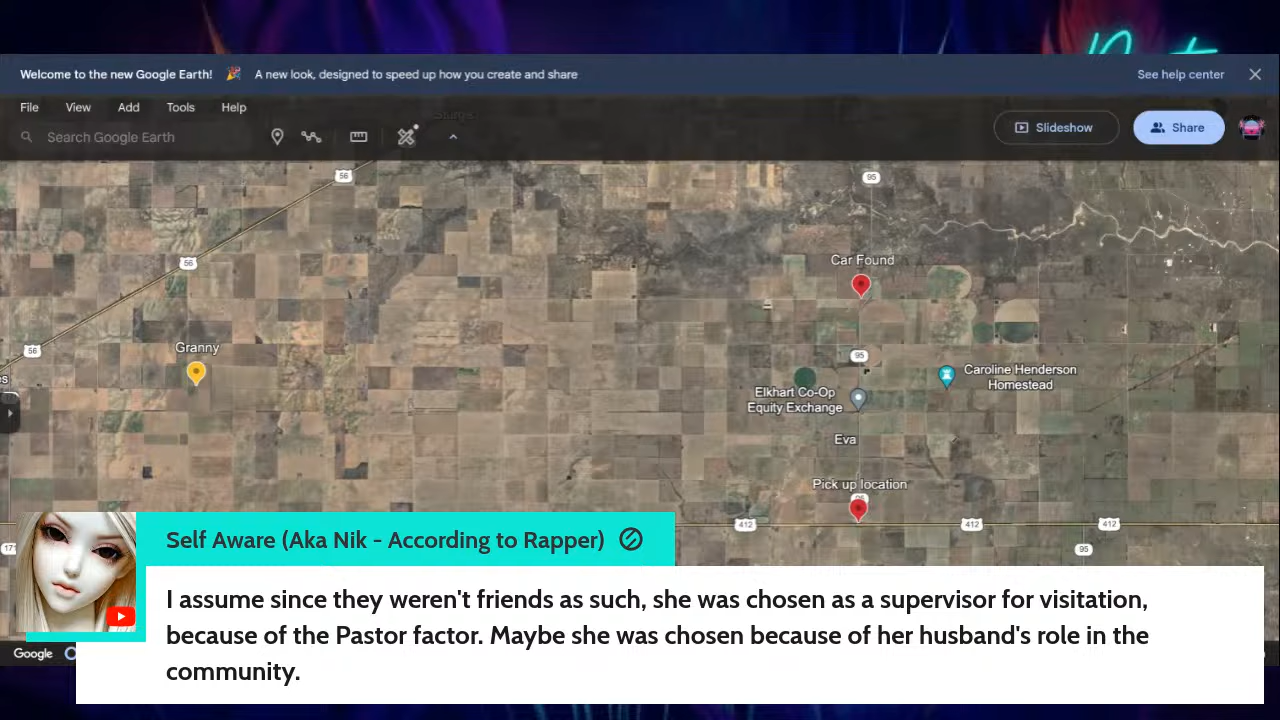 Welcome to the new Google Earth!
A new look, designed to speed up how you create and share
See help center
File View Add Tools Help
Sturgis
Search Google Earth
Slideshow
Share
56
95
56
Car Found
Granny
56
95
Caroline Henderson
Homestead
Elkhart Co-Op
Equity Exchange
Eva
Pick up location
95
412
412
412
95
Self Aware (Aka Nik - According to Rapper)
I assume since they weren't friends as such, she was chosen as a supervisor for visitation,
because of the Pastor factor. Maybe she was chosen because of her husband's role in the
community.
Google